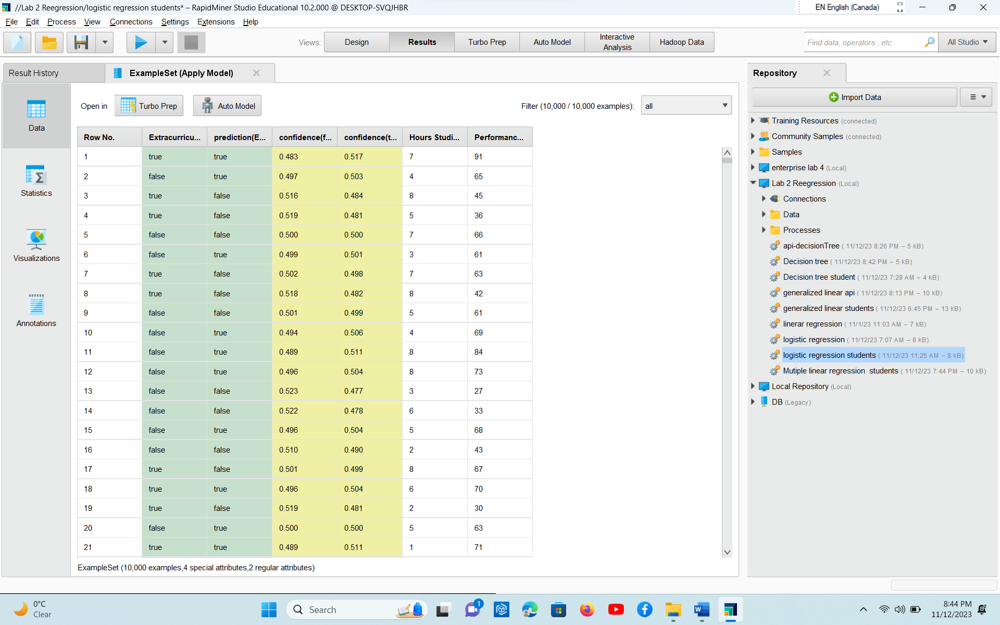 //Lab 2 Reegression/logistic reegression students* – RapidMiner Studio Educational 10.2.000 @ DESKTOP-SVQJHBR
EN English (Canada)
File Edit Process View Connections Settings Extensions Help
Views: Design Results Turbo Prep Auto Model Interactive Analysis Hadoop Data
Find data, operators...etc
All Studio
Result History
ExampleSet (Apply Model)
Data
Statistics
Visualizations
Annotations
Open in Turbo Prep Auto Model
Filter (10,000 / 10,000 examples): all
Row No. Extracurricu... prediction(E... confidence(f... confidence(t... Hours Studi... Performanc...
1 true true 0.483 0.517 7 91
2 false true 0.497 0.503 4 65
3 true false 0.516 0.484 8 45
4 true false 0.519 0.481 5 36
5 false false 0.500 0.500 7 66
6 false true 0.499 0.501 3 61
7 true false 0.502 0.498 7 63
8 true false 0.518 0.482 8 42
9 false false 0.501 0.499 5 61
10 false true 0.494 0.506 4 69
11 false true 0.489 0.511 8 84
12 false true 0.496 0.504 8 73
13 false false 0.523 0.477 3 27
14 false false 0.522 0.478 6 33
15 false true 0.496 0.504 5 68
16 false false 0.510 0.490 2 43
17 true false 0.501 0.499 8 67
18 true true 0.496 0.504 6 70
19 true false 0.519 0.481 2 30
20 false true 0.500 0.500 5 63
21 true true 0.489 0.511 1 71
ExampleSet (10,000 examples,4 special attributes,2 regular attributes)
Repository
Import Data
Training Resources (connected)
Community Samples (connected)
Samples
enterprise lab 4 (Local)
Lab 2 Reegression (Local)
Connections
Data
Processes
api-decisionTree ( 11/12/23 8:26 PM – 5 kB)
Decision tree ( 11/12/23 8:42 PM – 5 kB)
Decision tree student ( 11/12/23 7:29 AM – 4 kB)
generalized linear api ( 11/12/23 8:13 PM – 10 kB)
generalized linear students ( 11/12/23 6:45 PM – 13 kB)
linerar regression ( 11/1/23 11:03 AM – 7 kB)
logistic regression ( 11/12/23 7:07 AM – 8 kB)
logistic regression students ( 11/12/23 11:25 AM – 8 kB)
Mutiple linear regression students ( 11/12/23 7:44 PM – 10 kB)
Local Repository (Local)
DB (Legacy)
0°C
Clear
Search
1
8:44 PM
11/12/2023